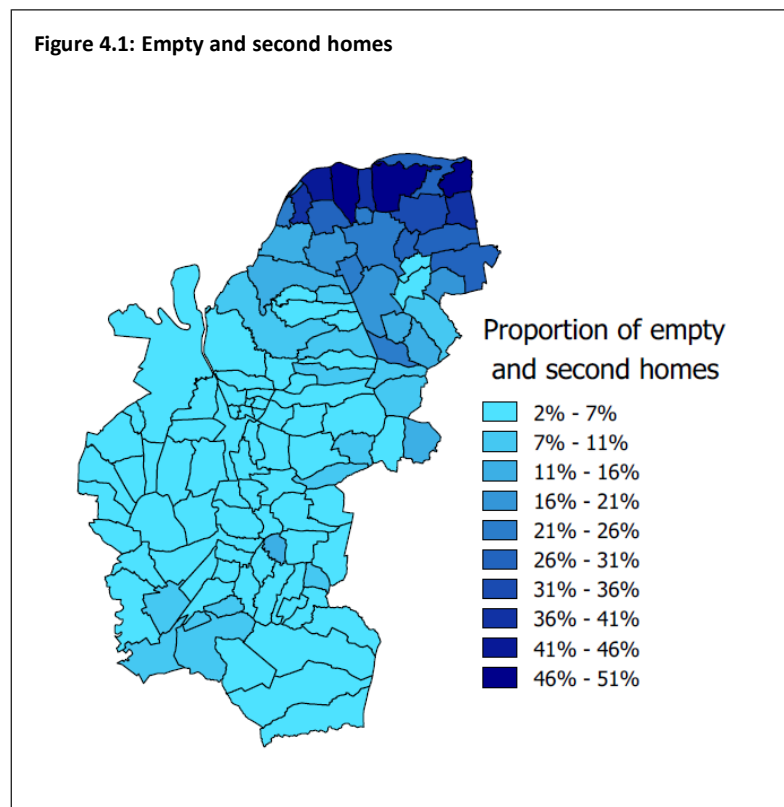 Figure 4.1: Empty and second homes
Proportion of empty
and second homes
2% - 7%
7% - 11%
11% - 16%
16% - 21%
21% - 26%
26% - 31%
31% - 36%
36% - 41%
41% - 46%
46% - 51%